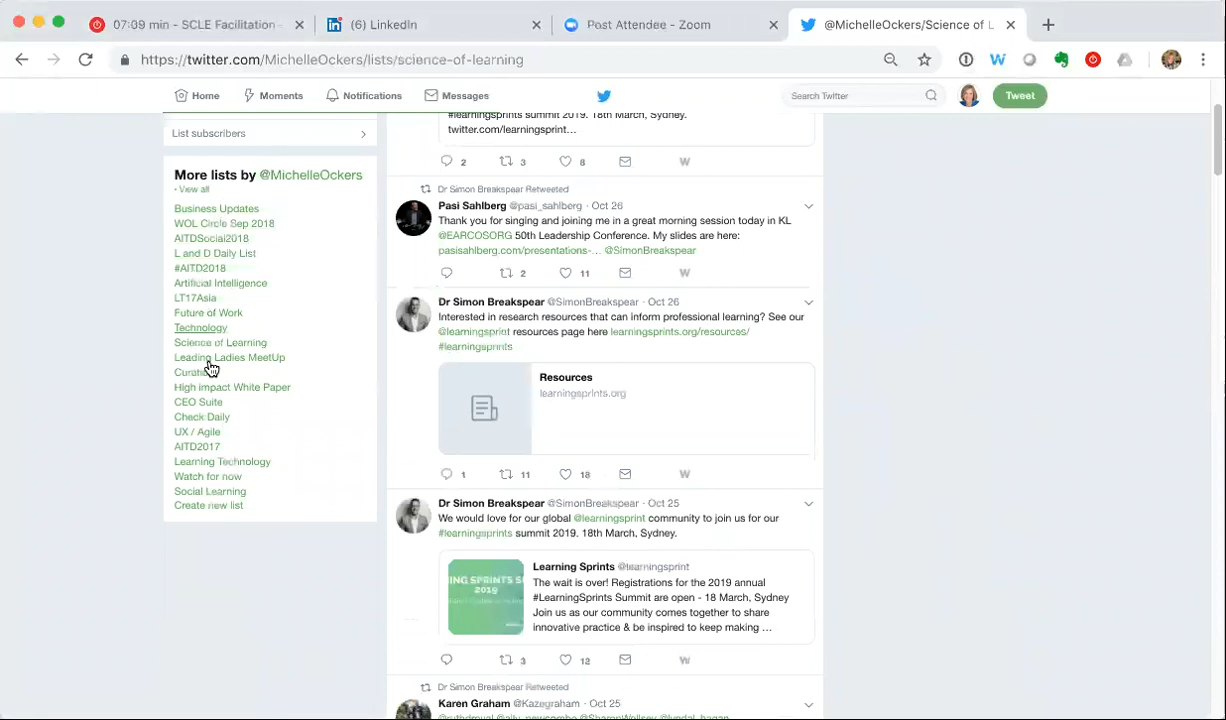 07:09 min - SCLE Facilitation -
(6) LinkedIn
Post Attendee - Zoom
@MichelleOckers/Science of L
https://twitter.com/MichelleOckers/lists/science-of-learning
Home
Moments
Notifications
Messages
Search Twitter
Tweet
List subscribers
More lists by @MichelleOckers
• View all
Business Updates
WOL Circle Sep 2018
AITDSocial2018
L and D Daily List
#AITD2018
Artificial Intelligence
LT17Asia
Future of Work
Technology
Science of Learning
Leading Ladies MeetUp
High impact White Paper
CEO Suite
Check Daily
UX / Agile
AITD2017
Learning Technology
Watch for now
Social Learning
Create new list
#learningsprints summit 2019. 18th March, Sydney.
twitter.com/learningsprint…
2 3 8 W
Dr Simon Breakspear Retweeted
Pasi Sahlberg @pasi_sahlberg · Oct 26
Thank you for singing and joining me in a great morning session today in KL
@EARCOSORG 50th Leadership Conference. My slides are here:
pasisahlberg.com/presentations-… @SimonBreakspear
2 11 W
Dr Simon Breakspear @SimonBreakspear · Oct 26
Interested in research resources that can inform professional learning? See our
@learningsprint resources page here learningsprints.org/resources/
#learningsprints
Resources
learningsprints.org
1 11 18 W
Dr Simon Breakspear @SimonBreakspear · Oct 25
We would love for our global @learningsprint community to join us for our
#learningsprints summit 2019. 18th March, Sydney.
ING SPRINTS S
2019
Learning Sprints @learningsprint
The wait is over! Registrations for the 2019 annual
#LearningSprints Summit are open - 18 March, Sydney
Join us as our community comes together to share
innovative practice & be inspired to keep making ...
3 12 W
Dr Simon Breakspear Retweeted
Karen Graham @Kazegraham · Oct 25